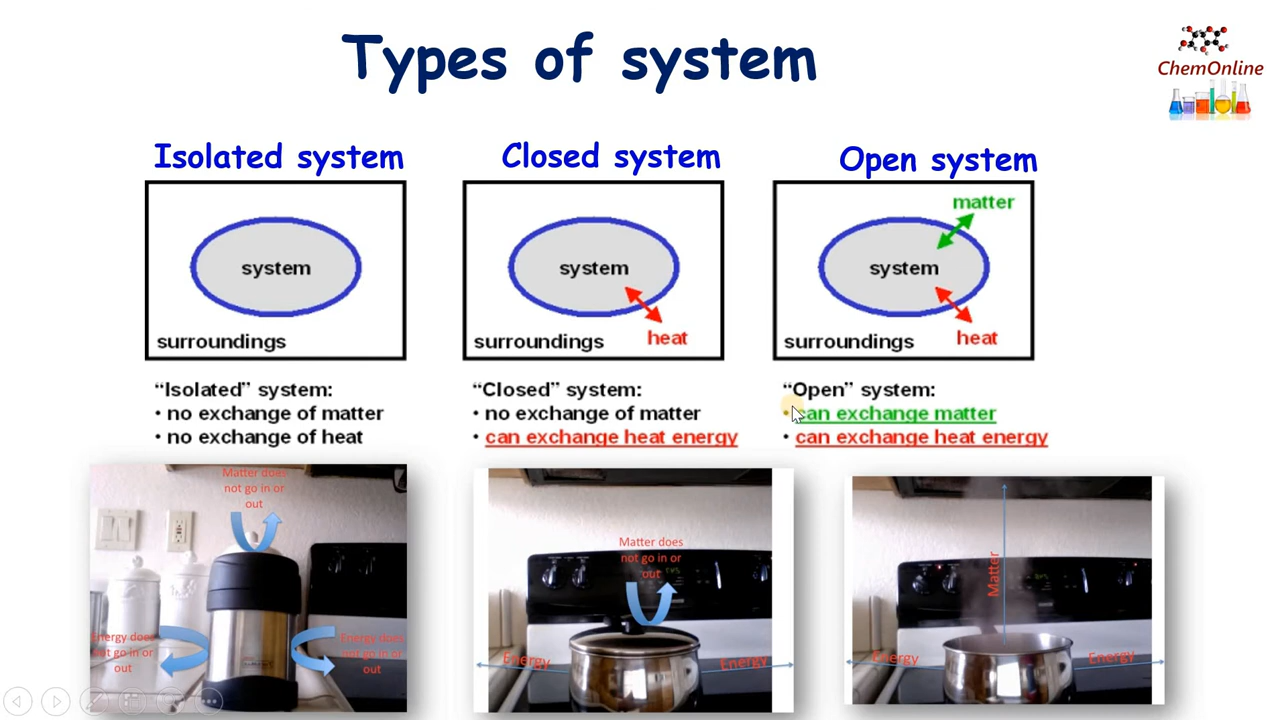 Types of system
ChemOnline
Isolated system
system
surroundings
“Isolated” system:
• no exchange of matter
• no exchange of heat
Matter does
not go in or
out
Energy does
not go in or
out
Energy does
not go in or
out
Closed system
system
heat
surroundings
“Closed” system:
• no exchange of matter
• can exchange heat energy
Matter does
not go in or
out
Energy
Energy
Open system
matter
system
heat
surroundings
“Open” system:
• can exchange matter
• can exchange heat energy
Matter
Energy
Energy